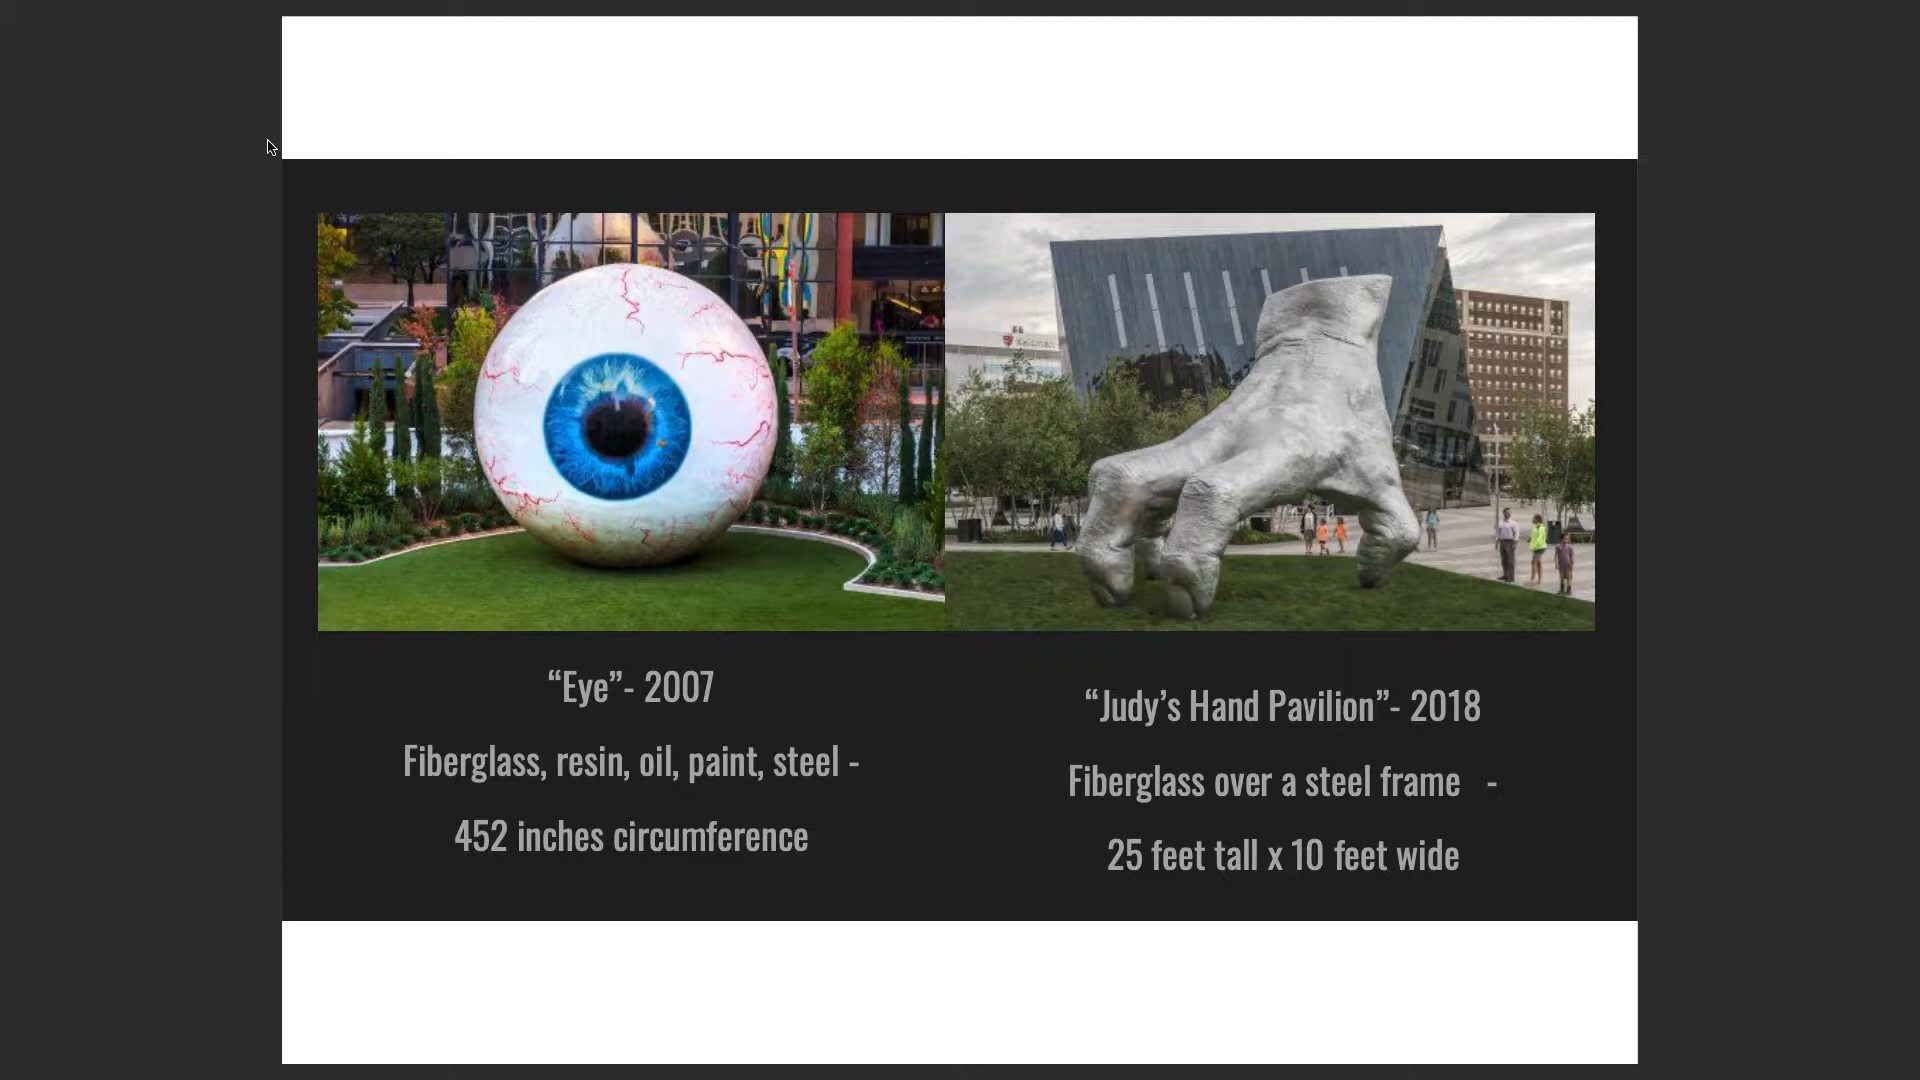 “Eye”- 2007
Fiberglass, resin, oil, paint, steel -
452 inches circumference
“Judy’s Hand Pavilion”- 2018
Fiberglass over a steel frame -
25 feet tall x 10 feet wide